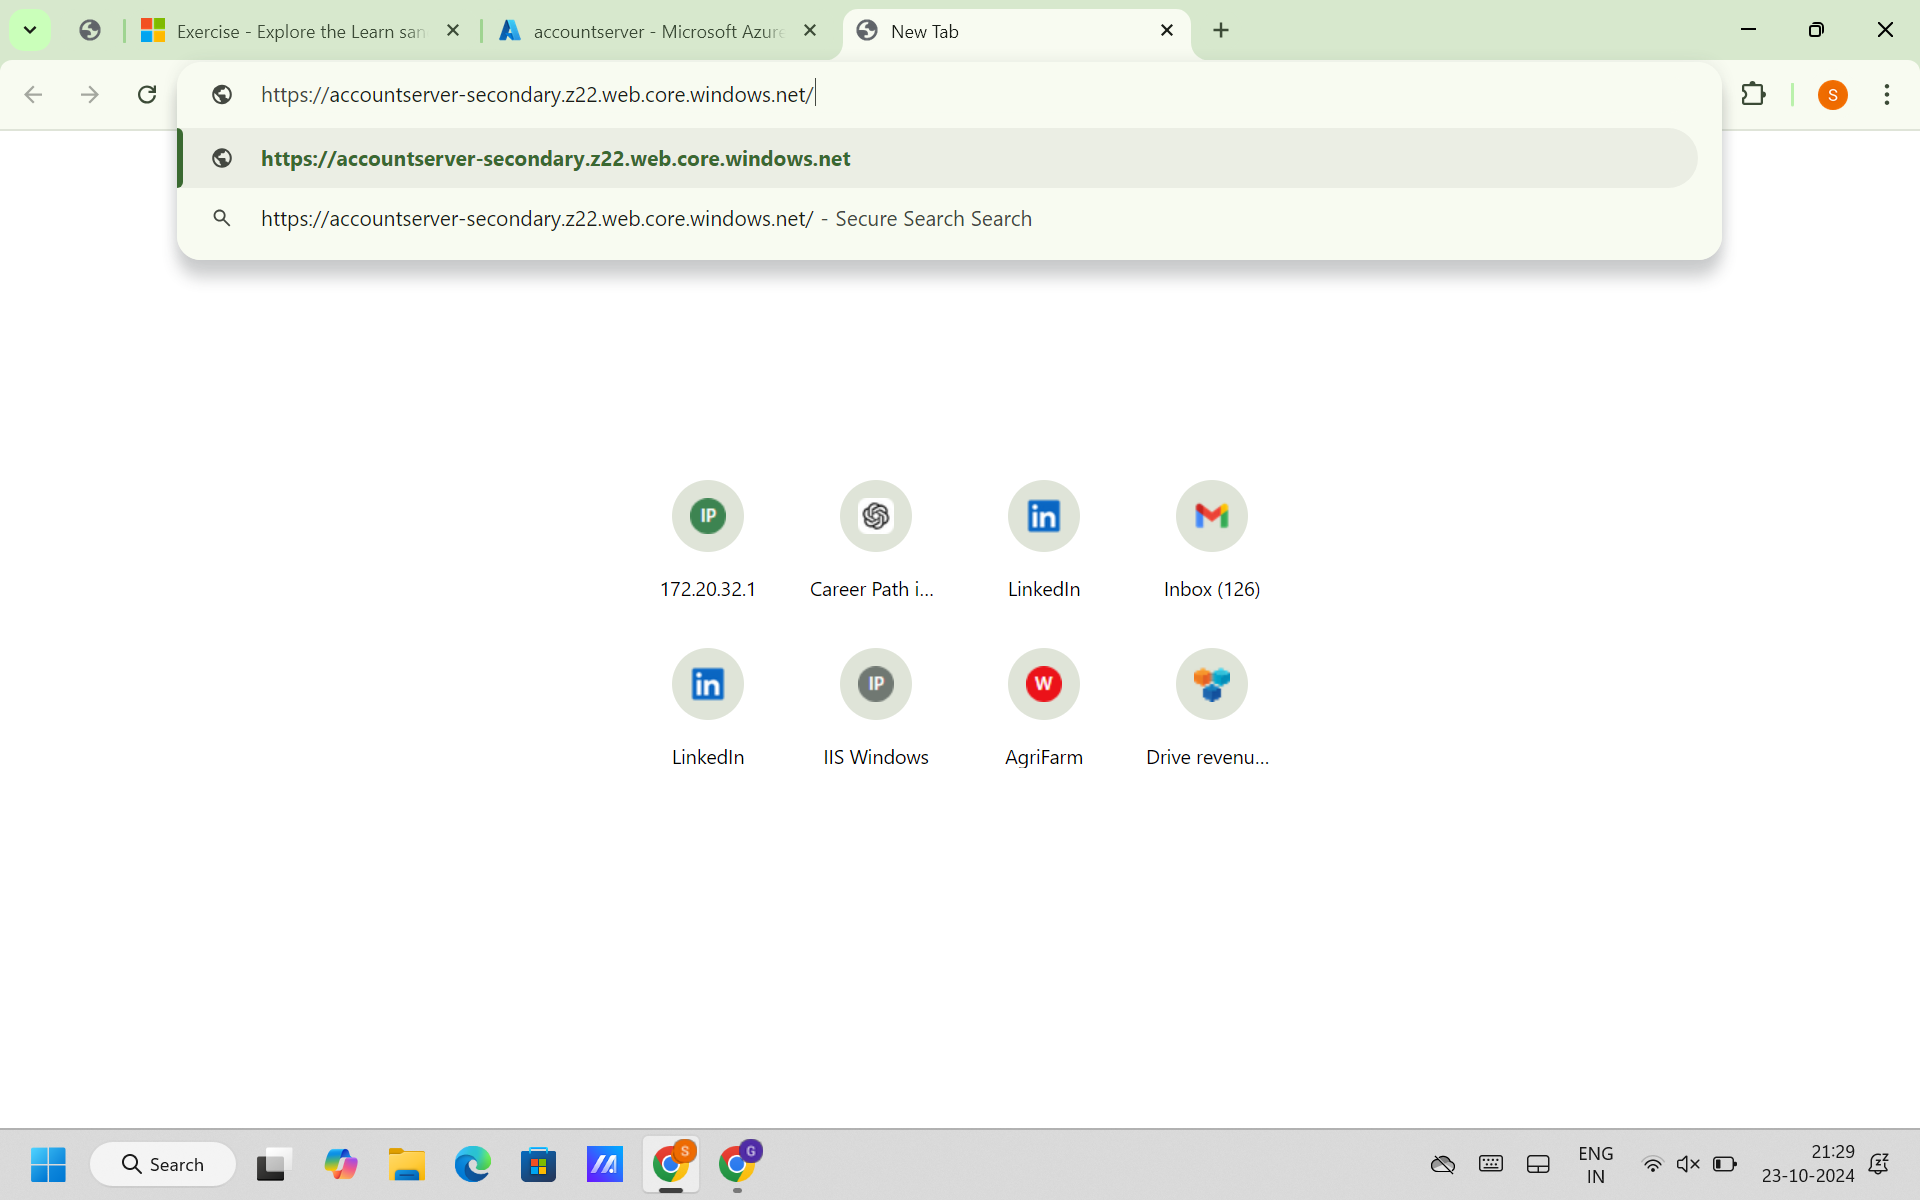 Exercise - Explore the Learn san
accountserver - Microsoft Azure
New Tab
https://accountserver-secondary.z22.web.core.windows.net/
S
https://accountserver-secondary.z22.web.core.windows.net
https://accountserver-secondary.z22.web.core.windows.net/ - Secure Search Search
IP
in
172.20.32.1
Career Path i...
LinkedIn
Inbox (126)
in
IP
W
LinkedIn
IIS Windows
AgriFarm
Drive revenu...
Search
S
G
ENG
IN
21:29
23-10-2024